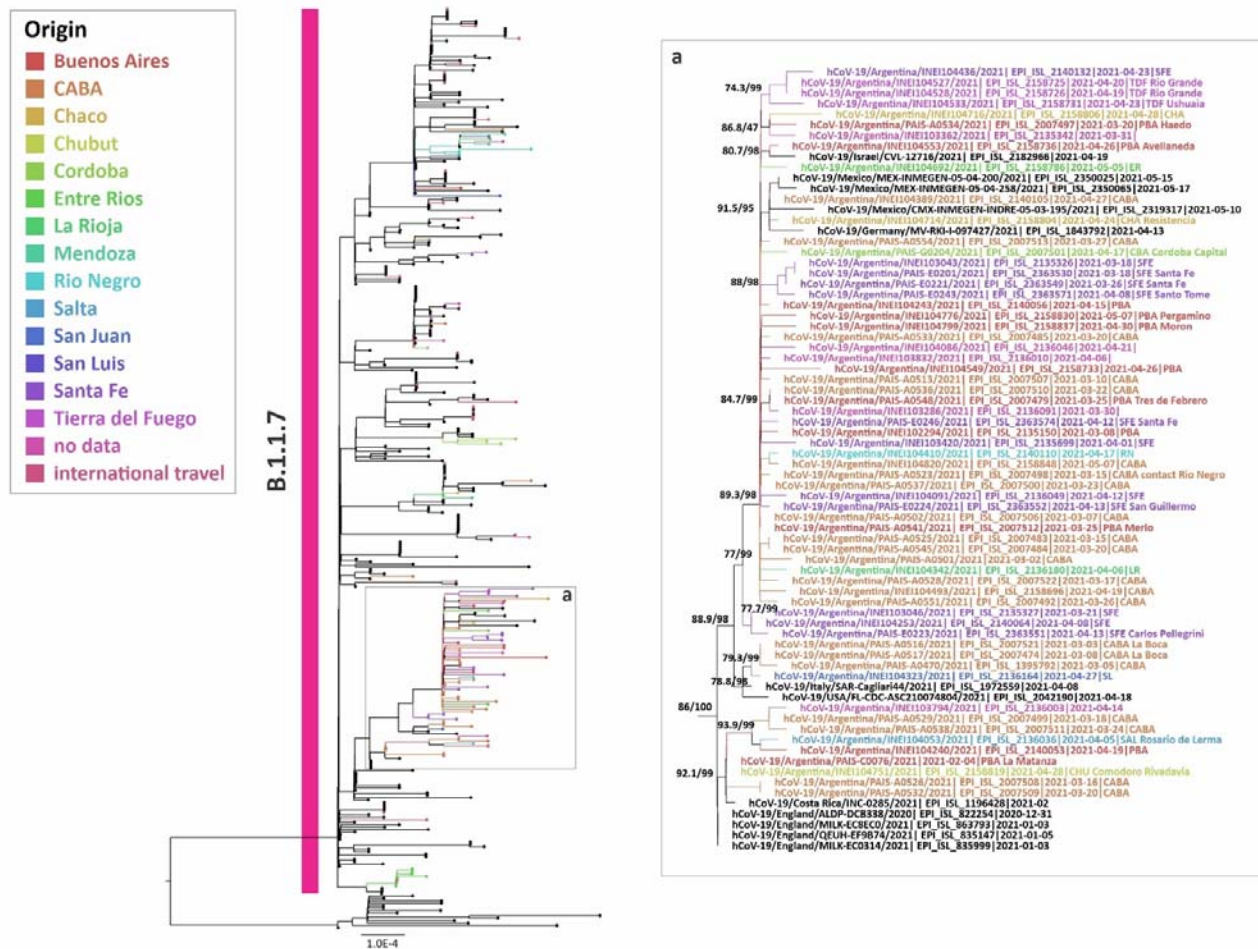 Origin
Buenos Aires
CABA
Chaco
Chubut
Cordoba
Entre Rios
La Rioja
Mendoza
Rio Negro
Salta
San Juan
San Luis
Santa Fe
Tierra del Fuego
no data
international travel
B.1.1.7
a
1.0E-4
a
hCoV-19/Argentina/INEI104436/2021| EPI_ISL_2140132|2021-04-23|SFE
hCoV-19/Argentina/INEI104527/2021| EPI_ISL_2158725|2021-04-20|TDF Rio Grande
74.3/99
hCoV-19/Argentina/INEI104528/2021| EPI_ISL_2158726|2021-04-19|TDF Rio Grande
hCoV-19/Argentina/INEI104533/2021| EPI_ISL_2158731|2021-04-23|TDF Ushuaia
hCoV-19/Argentina/INEI104716/2021| EPI_ISL_2158806|2021-04-28|CHA
86.8/47
hCoV-19/Argentina/PAIS-A0534/2021| EPI_ISL_2007497|2021-03-20|PBA Haedo
hCoV-19/Argentina/INEI103362/2021| EPI_ISL_2135342|2021-03-31|
80.7/98
hCoV-19/Argentina/INEI104553/2021| EPI_ISL_2158736|2021-04-26|PBA Avellaneda
hCoV-19/Israel/CVL-12716/2021| EPI_ISL_2182966|2021-04-19
hCoV-19/Argentina/INEI104692/2021| EPI_ISL_2158786|2021-05-05|ER
hCoV-19/Mexico/MEX-INMEGEN-05-04-200/2021| EPI_ISL_2350025|2021-05-15
hCoV-19/Mexico/MEX-INMEGEN-05-04-258/2021| EPI_ISL_2350065|2021-05-17
hCoV-19/Argentina/INEI104389/2021| EPI_ISL_2140105|2021-04-27|CABA
91.5/95
hCoV-19/Mexico/CMX-INMEGEN-INDRE-05-03-195/2021| EPI_ISL_2319317|2021-05-10
hCoV-19/Argentina/INEI104714/2021| EPI_ISL_2158804|2021-04-24|CHA Resistencia
hCoV-19/Germany/MV-RKI-I-097427/2021| EPI_ISL_1843792|2021-04-13
hCoV-19/Argentina/PAIS-A0554/2021| EPI_ISL_2007513|2021-03-27|CABA
hCoV-19/Argentina/PAIS-G0204/2021| EPI_ISL_2007501|2021-04-17|CBA Cordoba Capital
hCoV-19/Argentina/INEI103043/2021| EPI_ISL_2135326|2021-03-18|SFE
hCoV-19/Argentina/PAIS-E0201/2021| EPI_ISL_2363530|2021-03-18|SFE Santa Fe
88/98
hCoV-19/Argentina/PAIS-E0221/2021| EPI_ISL_2363549|2021-03-26|SFE Santa Fe
hCoV-19/Argentina/PAIS-E0243/2021| EPI_ISL_2363571|2021-04-08|SFE Santo Tome
hCoV-19/Argentina/INEI104243/2021| EPI_ISL_2140056|2021-04-15|PBA
hCoV-19/Argentina/INEI104776/2021| EPI_ISL_2158830|2021-05-07|PBA Pergamino
hCoV-19/Argentina/INEI104799/2021| EPI_ISL_2158837|2021-04-30|PBA Moron
hCoV-19/Argentina/PAIS-A0533/2021| EPI_ISL_2007485|2021-03-20|CABA
hCoV-19/Argentina/INEI104086/2021| EPI_ISL_2136046|2021-04-21|
hCoV-19/Argentina/INEI103832/2021| EPI_ISL_2136010|2021-04-06|
hCoV-19/Argentina/INEI104549/2021| EPI_ISL_2158733|2021-04-26|PBA
hCoV-19/Argentina/PAIS-A0513/2021| EPI_ISL_2007507|2021-03-10|CABA
hCoV-19/Argentina/PAIS-A0536/2021| EPI_ISL_2007510|2021-03-22|CABA
84.7/99
hCoV-19/Argentina/PAIS-A0548/2021| EPI_ISL_2007479|2021-03-25|PBA Tres de Febrero
hCoV-19/Argentina/INEI103286/2021| EPI_ISL_2136091|2021-03-30|
hCoV-19/Argentina/PAIS-E0246/2021| EPI_ISL_2363574|2021-04-12|SFE Santa Fe
hCoV-19/Argentina/INEI102294/2021| EPI_ISL_2135150|2021-03-08|PBA
hCoV-19/Argentina/INEI103420/2021| EPI_ISL_2135699|2021-04-01|SFE
hCoV-19/Argentina/INEI104410/2021| EPI_ISL_2140110|2021-04-17|RN
hCoV-19/Argentina/INEI104820/2021| EPI_ISL_2158848|2021-05-07|CABA
hCoV-19/Argentina/PAIS-A0523/2021| EPI_ISL_2007498|2021-03-15|CABA contact Rio Negro
hCoV-19/Argentina/PAIS-A0537/2021| EPI_ISL_2007500|2021-03-23|CABA
89.3/98
hCoV-19/Argentina/INEI104091/2021| EPI_ISL_2136049|2021-04-12|SFE
hCoV-19/Argentina/PAIS-E0224/2021| EPI_ISL_2363552|2021-04-13|SFE San Guillermo
hCoV-19/Argentina/PAIS-A0502/2021| EPI_ISL_2007506|2021-03-07|CABA
hCoV-19/Argentina/PAIS-A0541/2021| EPI_ISL_2007512|2021-03-25|PBA Merlo
hCoV-19/Argentina/PAIS-A0525/2021| EPI_ISL_2007483|2021-03-15|CABA
hCoV-19/Argentina/PAIS-A0545/2021| EPI_ISL_2007484|2021-03-20|CABA
77/99
hCoV-19/Argentina/PAIS-A0501/2021| EPI_ISL_2021-03-02|CABA
hCoV-19/Argentina/INEI104342/2021| EPI_ISL_2136180|2021-04-06|LR
hCoV-19/Argentina/PAIS-A0528/2021| EPI_ISL_2007522|2021-03-17|CABA
hCoV-19/Argentina/INEI104493/2021| EPI_ISL_2158696|2021-04-19|CABA
hCoV-19/Argentina/PAIS-A0551/2021| EPI_ISL_2007492|2021-03-26|CABA
77.7/99
hCoV-19/Argentina/INEI103046/2021| EPI_ISL_2135327|2021-03-21|SFE
88.9/98
hCoV-19/Argentina/INEI104253/2021| EPI_ISL_2140064|2021-04-08|SFE
hCoV-19/Argentina/PAIS-E0223/2021| EPI_ISL_2363551|2021-04-13|SFE Carlos Pellegrini
hCoV-19/Argentina/PAIS-A0516/2021| EPI_ISL_2007521|2021-03-03|CABA La Boca
79.3/99
hCoV-19/Argentina/PAIS-A0517/2021| EPI_ISL_2007474|2021-03-08|CABA La Boca
hCoV-19/Argentina/PAIS-A0470/2021| EPI_ISL_1395792|2021-03-05|CABA
hCoV-19/Argentina/INEI104323/2021| EPI_ISL_2136164|2021-04-27|SL
78.8/95
hCoV-19/Italy/SAR-Cagliari44/2021| EPI_ISL_1972559|2021-04-08
hCoV-19/USA/FL-CDC-ASC210074804/2021| EPI_ISL_2042190|2021-04-18
86/100
hCoV-19/Argentina/INEI103794/2021| EPI_ISL_2136003|2021-04-14
hCoV-19/Argentina/PAIS-A0529/2021| EPI_ISL_2007499|2021-03-18|CABA
93.9/99
hCoV-19/Argentina/PAIS-A0538/2021| EPI_ISL_2007511|2021-03-24|CABA
hCoV-19/Argentina/INEI104053/2021| EPI_ISL_2136036|2021-04-05|SAL Rosario de Lerma
hCoV-19/Argentina/INEI104240/2021| EPI_ISL_2140053|2021-04-19|PBA
hCoV-19/Argentina/PAIS-C0076/2021|2021-02-04|PBA La Matanza
92.1/99
hCoV-19/Argentina/INEI104751/2021| EPI_ISL_2158819|2021-04-28|CHU Comodoro Rivadavia
hCoV-19/Argentina/PAIS-A0526/2021| EPI_ISL_2007508|2021-03-16|CABA
hCoV-19/Argentina/PAIS-A0532/2021| EPI_ISL_2007509|2021-03-20|CABA
hCoV-19/Costa Rica/INC-0285/2021| EPI_ISL_1196428|2021-02
hCoV-19/England/ALDP-DCB388/2020| EPI_ISL_822254|2020-12-31
hCoV-19/England/MILK-EC8EC0/2021| EPI_ISL_863793|2021-01-03
hCoV-19/England/QEUH-EF9B74/2021| EPI_ISL_835147|2021-01-05
hCoV-19/England/MILK-EC0314/2021| EPI_ISL_835999|2021-01-03